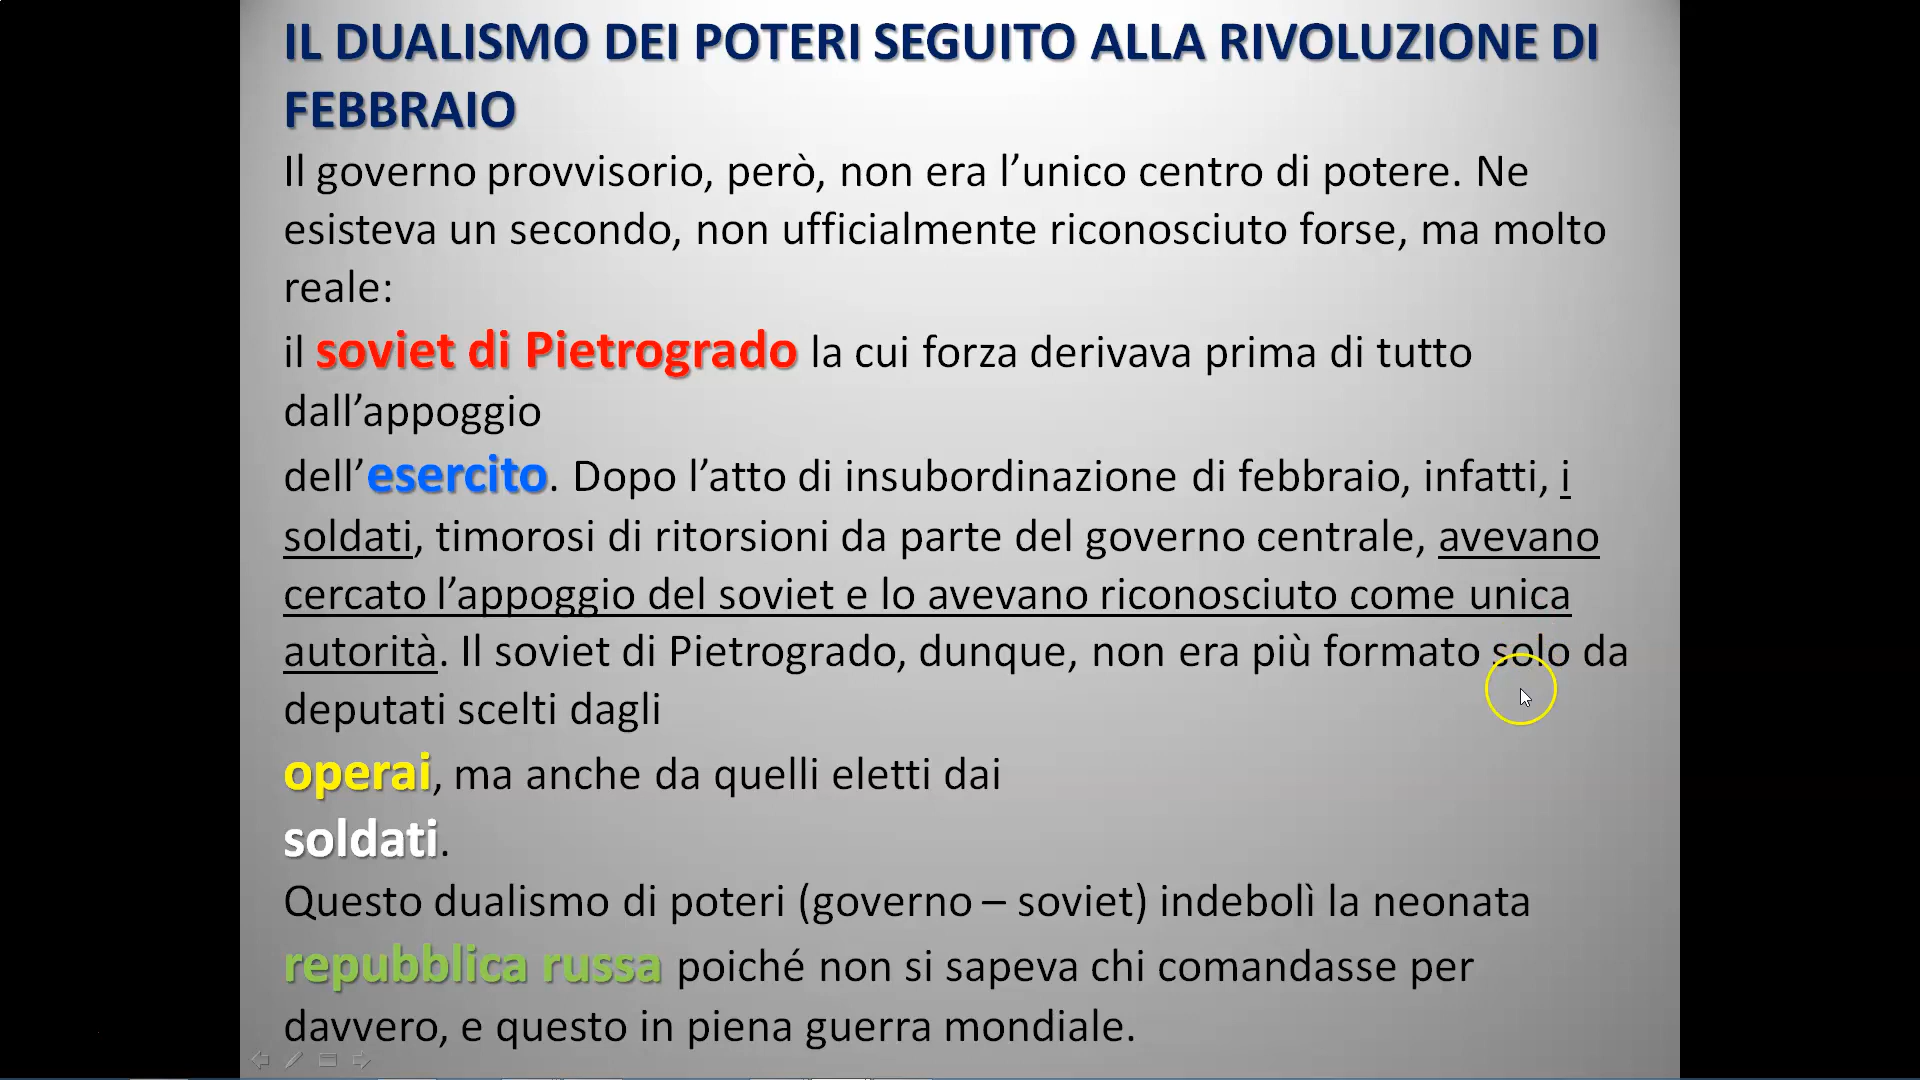 IL DUALISMO DEI POTERI SEGUITO ALLA RIVOLUZIONE DI
FEBBRAIO
Il governo provvisorio, però, non era l’unico centro di potere. Ne
esisteva un secondo, non ufficialmente riconosciuto forse, ma molto
reale:
il soviet di Pietrogrado la cui forza derivava prima di tutto
dall’appoggio
dell’esercito. Dopo l’atto di insubordinazione di febbraio, infatti, i
soldati, timorosi di ritorsioni da parte del governo centrale, avevano
cercato l’appoggio del soviet e lo avevano riconosciuto come unica
autorità. Il soviet di Pietrogrado, dunque, non era più formato solo da
deputati scelti dagli
operai, ma anche da quelli eletti dai
soldati.
Questo dualismo di poteri (governo – soviet) indebolì la neonata
repubblica russa poiché non si sapeva chi comandasse per
davvero, e questo in piena guerra mondiale.